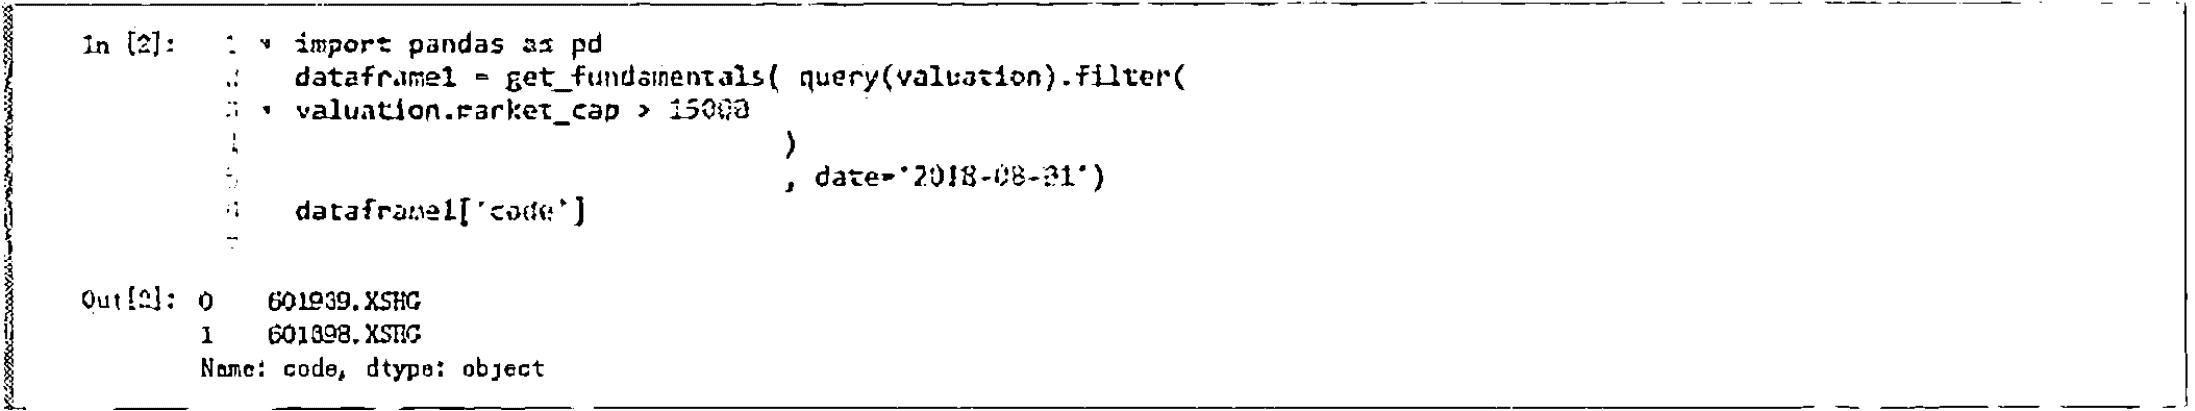 In [2]: 1 import pandas as pd
2 dataframe1 = get_fundamentals( query(valuation).filter(
3 valuation.market_cap > 15000
4 )
5 , date='2018-08-31')
6 dataframe1['code']
7
Out[2]: 0 601939.XSHG
1 601398.XSHG
Name: code, dtype: object